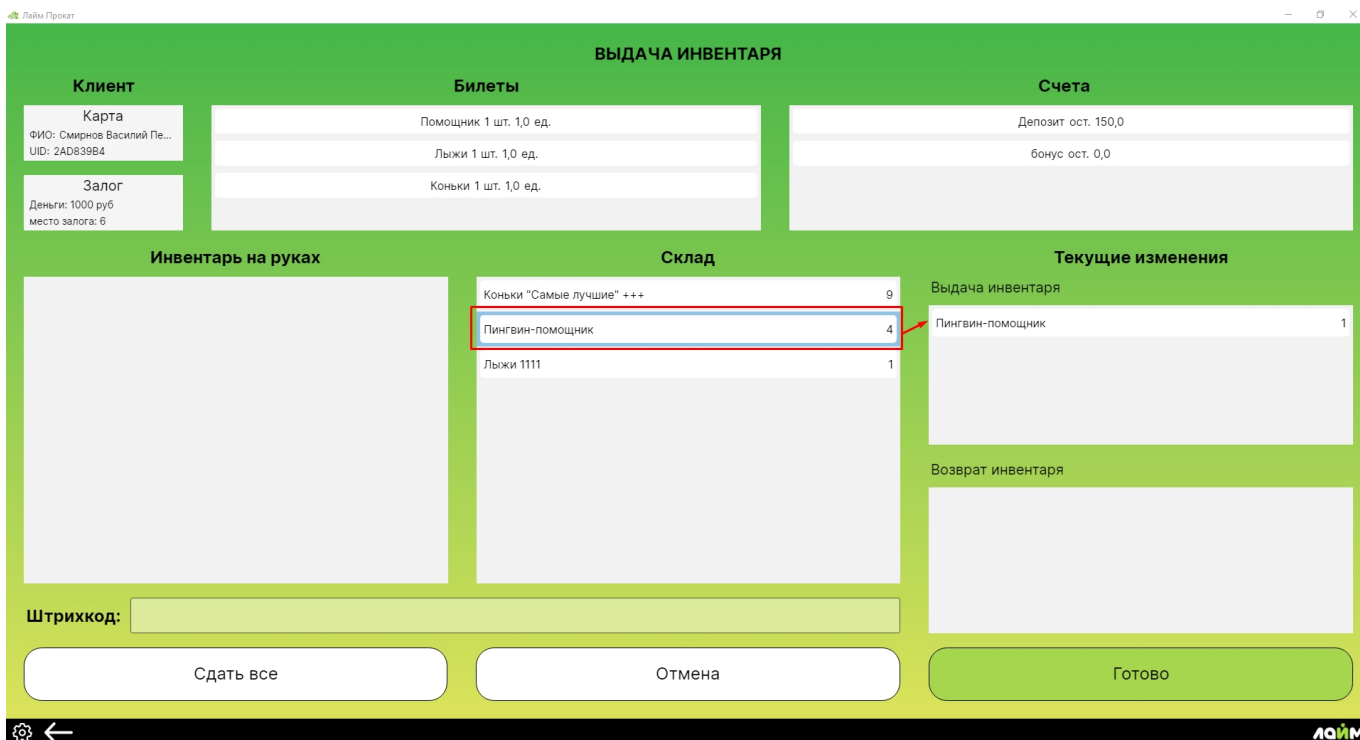 Лайм Прокат
ВЫДАЧА ИНВЕНТАРЯ
Клиент
Карта
ФИО: Смирнов Василий Пе...
UID: 2AD839B4
Залог
Деньги: 1000 руб
место залога: 6
Билеты
Помощник 1 шт. 1,0 ед.
Лыжи 1 шт. 1,0 ед.
Коньки 1 шт. 1,0 ед.
Счета
Депозит ост. 150,0
бонус ост. 0,0
Инвентарь на руках
Склад
Коньки "Самые лучшие" +++ 9
Пингвин-помощник 4
Лыжи 1111 1
Текущие изменения
Выдача инвентаря
Пингвин-помощник 1
Возврат инвентаря
Штрихкод:
Сдать все
Отмена
Готово
лайм